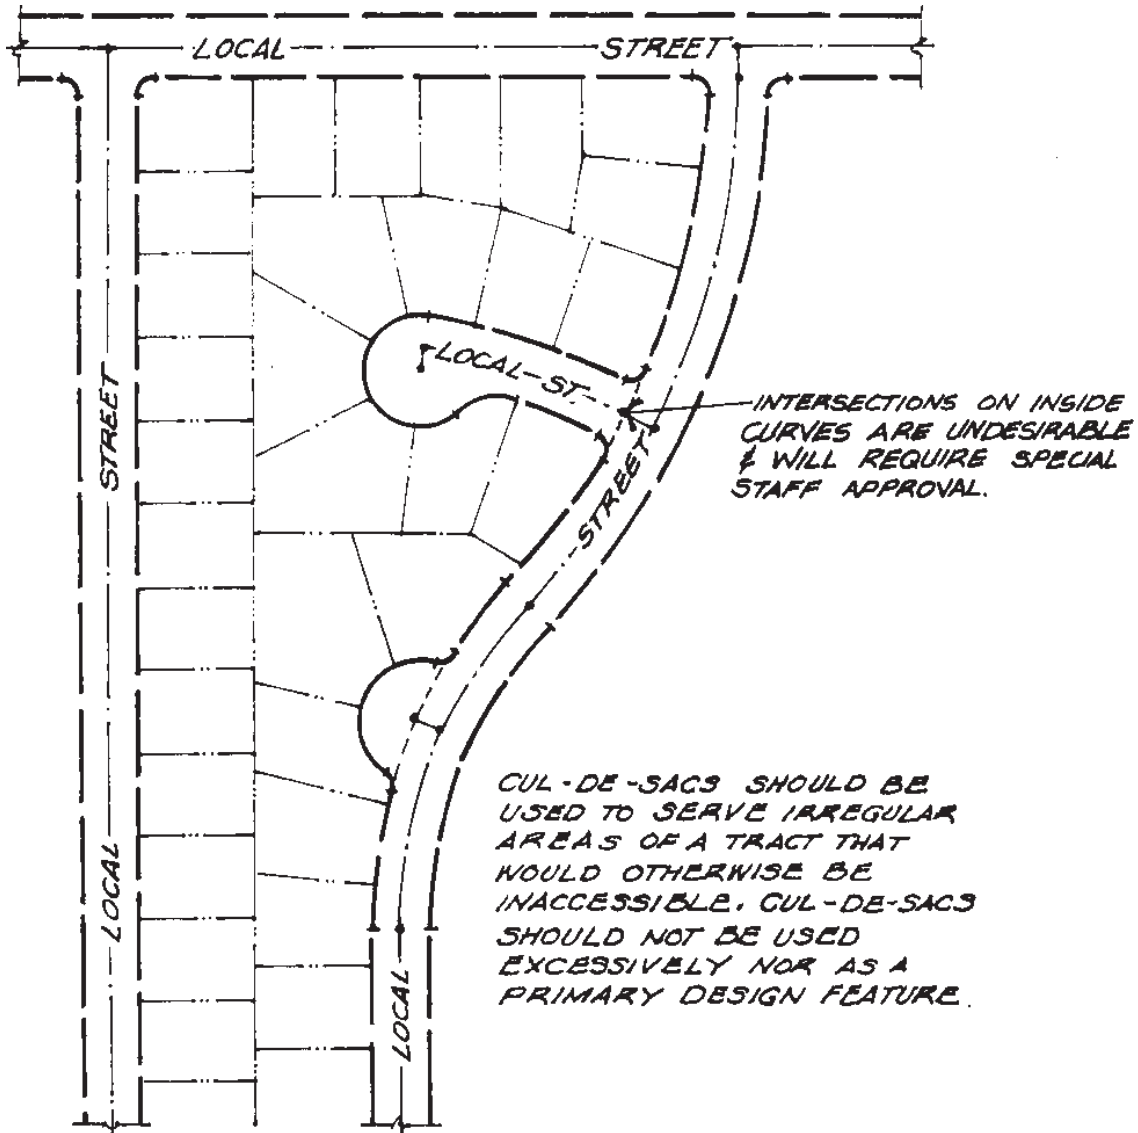 LOCAL STREET
LOCAL ST.
STREET
INTERSECTIONS ON INSIDE
CURVES ARE UNDESIRABLE
& WILL REQUIRE SPECIAL
STAFF APPROVAL.
STREET
LOCAL
CUL-DE-SACS SHOULD BE
USED TO SERVE IRREGULAR
AREAS OF A TRACT THAT
WOULD OTHERWISE BE
INACCESSIBLE. CUL-DE-SACS
SHOULD NOT BE USED
EXCESSIVELY NOR AS A
PRIMARY DESIGN FEATURE.
LOCAL